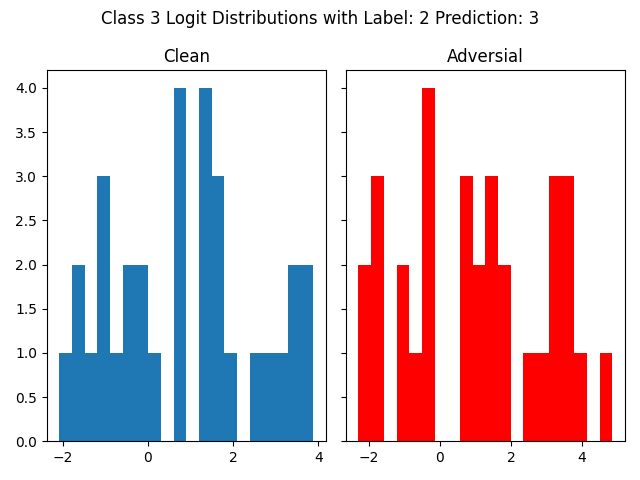 Class 3 Logit Distributions with Label: 2 Prediction: 3
Clean
Adversial
4.0
3.5
3.0
2.5
2.0
1.5
1.0
0.5
0.0
−2 0 2 4
−2 0 2 4